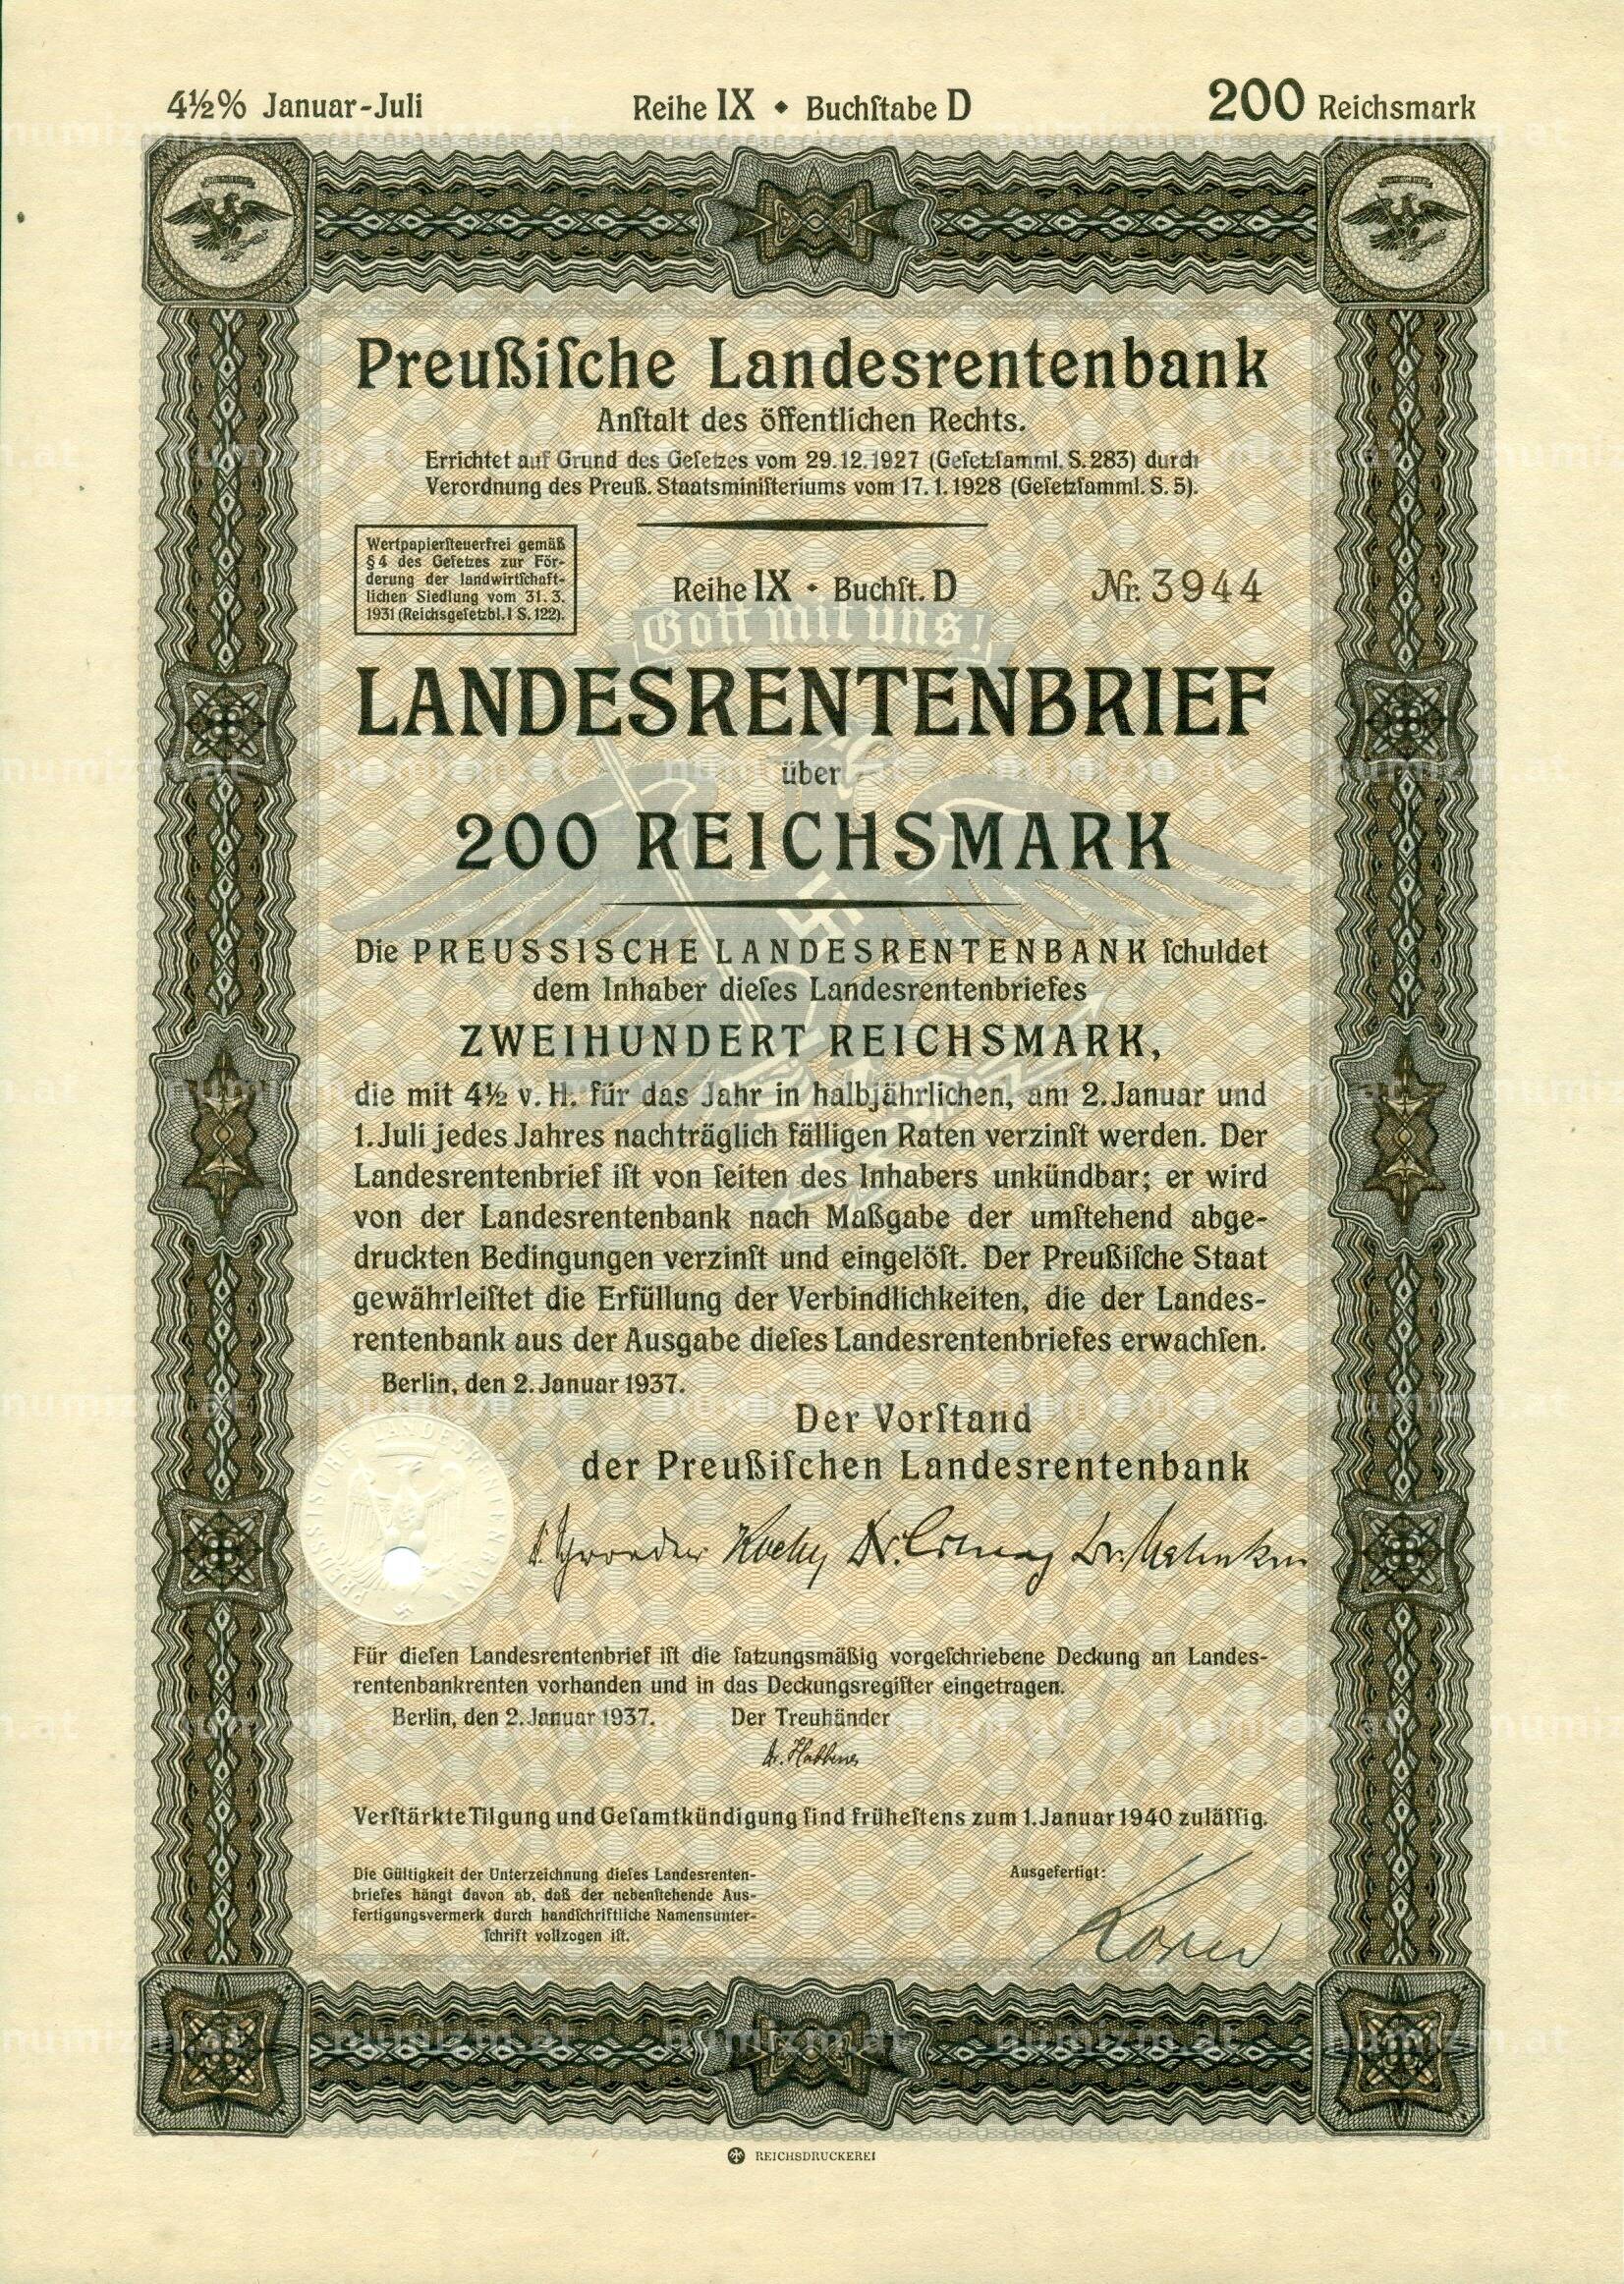 4½% Januar-Juli
Reihe IX • Buchſtabe D
200 Reichsmark
Preußiſche Landesrentenbank
Anſtalt des öffentlichen Rechts.
Errichtet auf Grund des Geſetzes vom 29.12.1927 (Geſetzſamml. S. 283) durch
Verordnung des Preuß. Staatsminiſteriums vom 17. 1. 1928 (Geſetzſamml. S. 5).
Wertpapierſteuerfrei gemäß
§ 4 des Geſetzes zur För-
derung der landwirtſchaft-
lichen Siedlung vom 31. 3.
1931 (Reichsgeſetzbl. I S. 122).
Reihe IX • Buchſt. D
Nr. 3944
Gott mit uns!
LANDESRENTENBRIEF
über
200 REICHSMARK
Die PREUSSISCHE LANDESRENTENBANK ſchuldet
dem Inhaber dieſes Landesrentenbriefes
ZWEIHUNDERT REICHSMARK,
die mit 4½ v. H. für das Jahr in halbjährlichen, am 2. Januar und
1. Juli jedes Jahres nachträglich fälligen Raten verzinſt werden. Der
Landesrentenbrief iſt von ſeiten des Inhabers unkündbar; er wird
von der Landesrentenbank nach Maßgabe der umſtehend abge-
druckten Bedingungen verzinſt und eingelöſt. Der Preußiſche Staat
gewährleiſtet die Erfüllung der Verbindlichkeiten, die der Landes-
rentenbank aus der Ausgabe dieſes Landesrentenbriefes erwachſen.
Berlin, den 2. Januar 1937.
Der Vorſtand
der Preußiſchen Landesrentenbank
PREUSSISCHE LANDESRENTENBANK
Für dieſen Landesrentenbrief iſt die ſatzungsmäßig vorgeſchriebene Deckung an Landes-
rentenbankrenten vorhanden und in das Deckungsregiſter eingetragen.
Berlin, den 2. Januar 1937. Der Treuhänder
Verſtärkte Tilgung und Geſamtkündigung ſind früheſtens zum 1. Januar 1940 zuläſſig.
Die Gültigkeit der Unterzeichnung dieſes Landesrenten-
briefes hängt davon ab, daß der nebenſtehende Aus-
fertigungsvermerk durch handſchriftliche Namensunter-
ſchrift vollzogen iſt.
Ausgefertigt:
REICHSDRUCKEREI
numizm.at